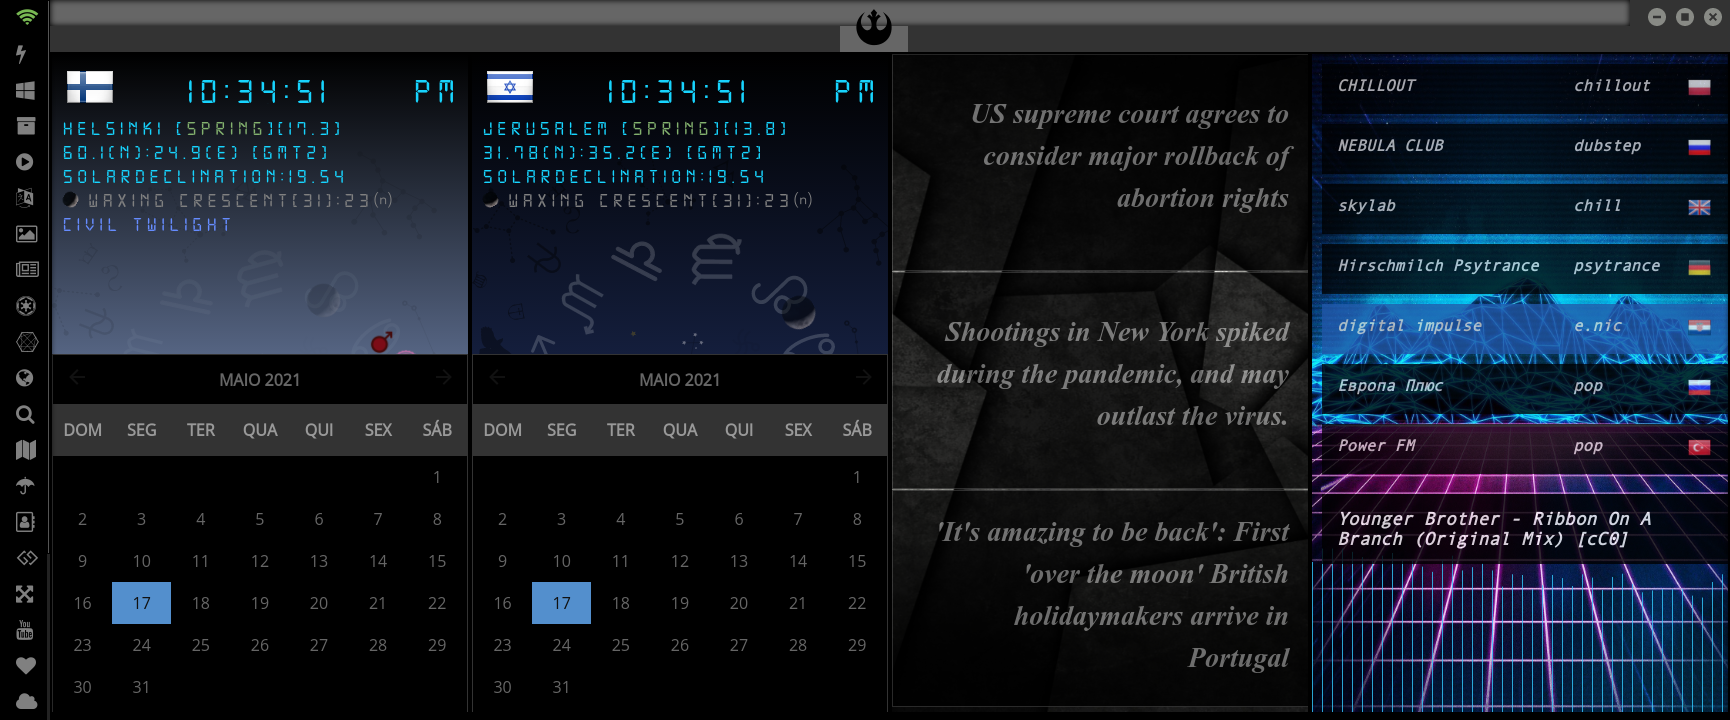 10:34:51 PM
HELSINKI [SPRING][17.3]
60.1(N):24.9(E) [GMT2]
SOLARDECLINATION:19.54
WAXING CRESCENT[31]:23(n)
CIVIL TWILIGHT
MAIO 2021
DOM SEG TER QUA QUI SEX SÁB
1
2 3 4 5 6 7 8
9 10 11 12 13 14 15
16 17 18 19 20 21 22
23 24 25 26 27 28 29
30 31
10:34:51 PM
JERUSALEM [SPRING][13.8]
31.78(N):35.2(E) [GMT2]
SOLARDECLINATION:19.54
WAXING CRESCENT[31]:23(n)
MAIO 2021
DOM SEG TER QUA QUI SEX SÁB
1
2 3 4 5 6 7 8
9 10 11 12 13 14 15
16 17 18 19 20 21 22
23 24 25 26 27 28 29
30 31
US supreme court agrees to
consider major rollback of
abortion rights
Shootings in New York spiked
during the pandemic, and may
outlast the virus.
'It's amazing to be back': First
'over the moon' British
holidaymakers arrive in
Portugal
CHILLOUT chillout
NEBULA CLUB dubstep
skylab chill
Hirschmilch Psytrance psytrance
digital impulse e.nic
Европа Плюс pop
Power FM pop
Younger Brother - Ribbon On A
Branch (Original Mix) [cC0]
You
Tube